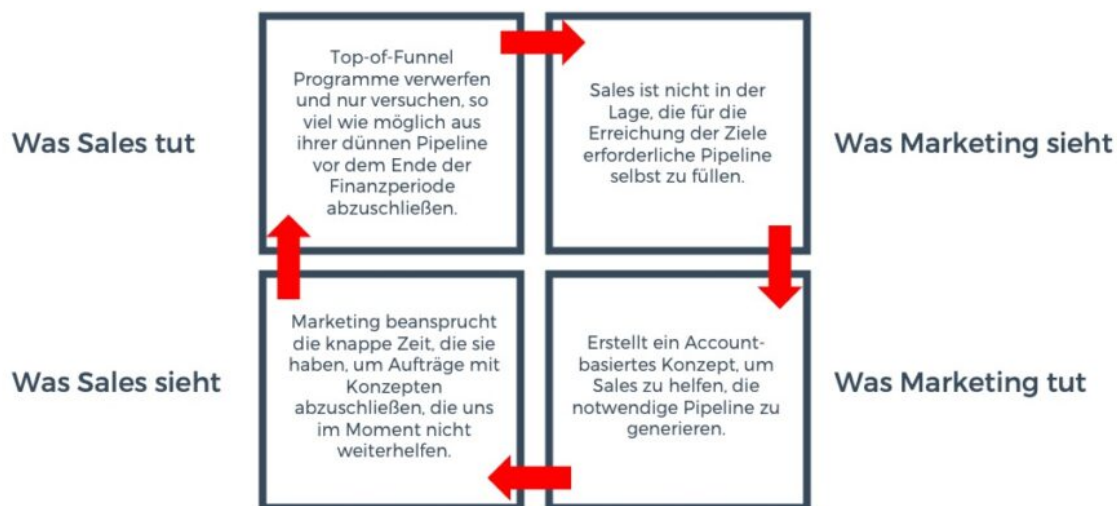 Was Sales tut
Top-of-Funnel
Programme verwerfen
und nur versuchen, so
viel wie möglich aus
ihrer dünnen Pipeline
vor dem Ende der
Finanzperiode
abzuschließen.
Sales ist nicht in der
Lage, die für die
Erreichung der Ziele
erforderliche Pipeline
selbst zu füllen.
Was Marketing sieht
Was Sales sieht
Marketing beansprucht
die knappe Zeit, die sie
haben, um Aufträge mit
Konzepten
abzuschließen, die uns
im Moment nicht
weiterhelfen.
Erstellt ein Account-
basiertes Konzept, um
Sales zu helfen, die
notwendige Pipeline zu
generieren.
Was Marketing tut